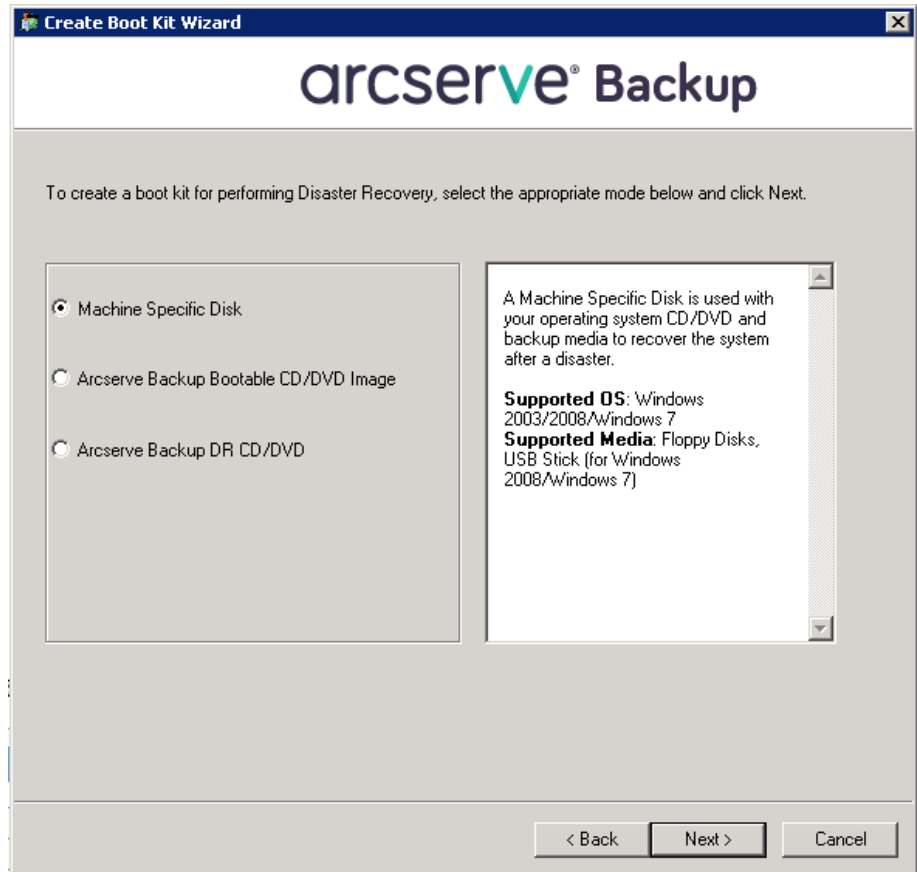 Create Boot Kit Wizard
arcserve® Backup
To create a boot kit for performing Disaster Recovery, select the appropriate mode below and click Next.
Machine Specific Disk
Arcserve Backup Bootable CD/DVD Image
Arcserve Backup DR CD/DVD
A Machine Specific Disk is used with
your operating system CD/DVD and
backup media to recover the system
after a disaster.
Supported OS: Windows
2003/2008/Windows 7
Supported Media: Floppy Disks,
USB Stick (for Windows
2008/Windows 7)
< Back
Next >
Cancel